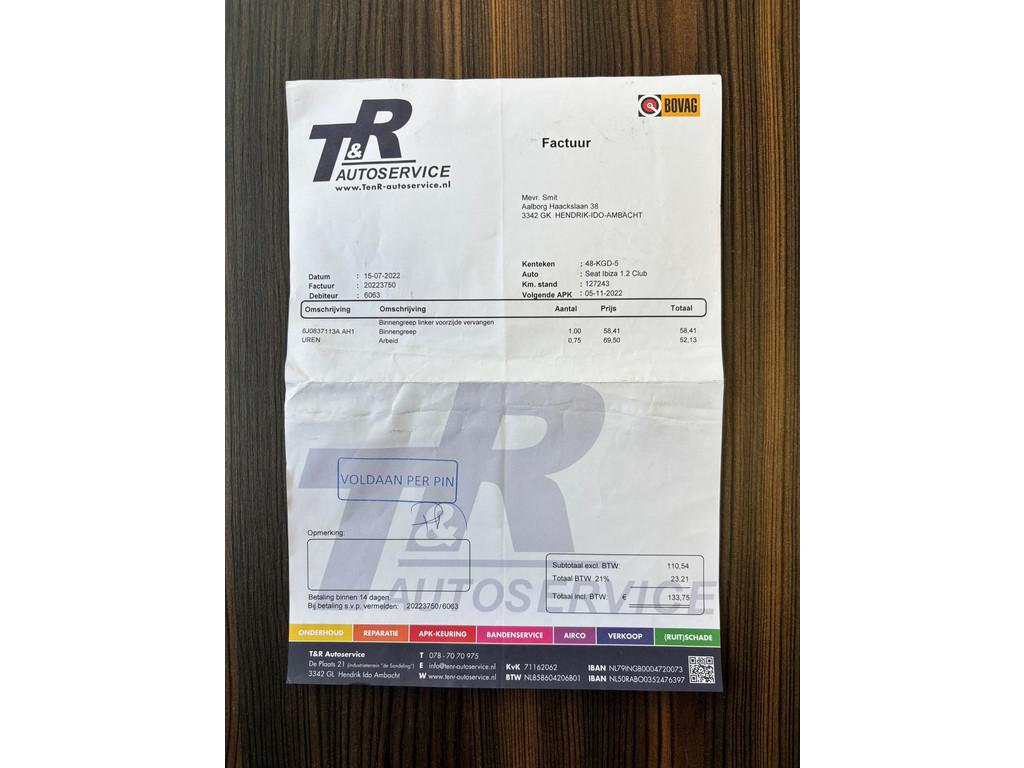 T&R
AUTOSERVICE
www.TenR-autoservice.nl
BOVAG
Factuur
Mevr. Smit
Aalborg Haackslaan 38
3342 GK HENDRIK-IDO-AMBACHT
Datum : 15-07-2022
Factuur : 20223750
Debiteur : 6063
Kenteken : 48-KGD-5
Auto : Seat Ibiza 1.2 Club
Km. stand : 127243
Volgende APK : 05-11-2022
Omschrijving Omschrijving Aantal Prijs Totaal
Binnengreep linker voorzijde vervangen
6J0837113A AH1 Binnengreep 1,00 58,41 58,41
UREN Arbeid 0,75 69,50 52,13
T&R
AUTOSERVICE
VOLDAAN PER PIN
Opmerking:
Betaling binnen 14 dagen.
Bij betaling s.v.p. vermelden: 20223750/6063
Subtotaal excl. BTW: 110,54
Totaal BTW 21% 23,21
Totaal incl. BTW: € 133,75
ONDERHOUD REPARATIE APK-KEURING BANDENSERVICE AIRCO VERKOOP (RUIT)SCHADE
T&R Autoservice
De Plaats 21 (Industrieterrein "de Sandeling")
3342 GL Hendrik Ido Ambacht
T 078 - 70 70 975
E info@tenr-autoservice.nl
W www.tenr-autoservice.nl
KvK 71162062
BTW NL858604206B01
IBAN NL79INGB0004720073
IBAN NL50RABO0352476397